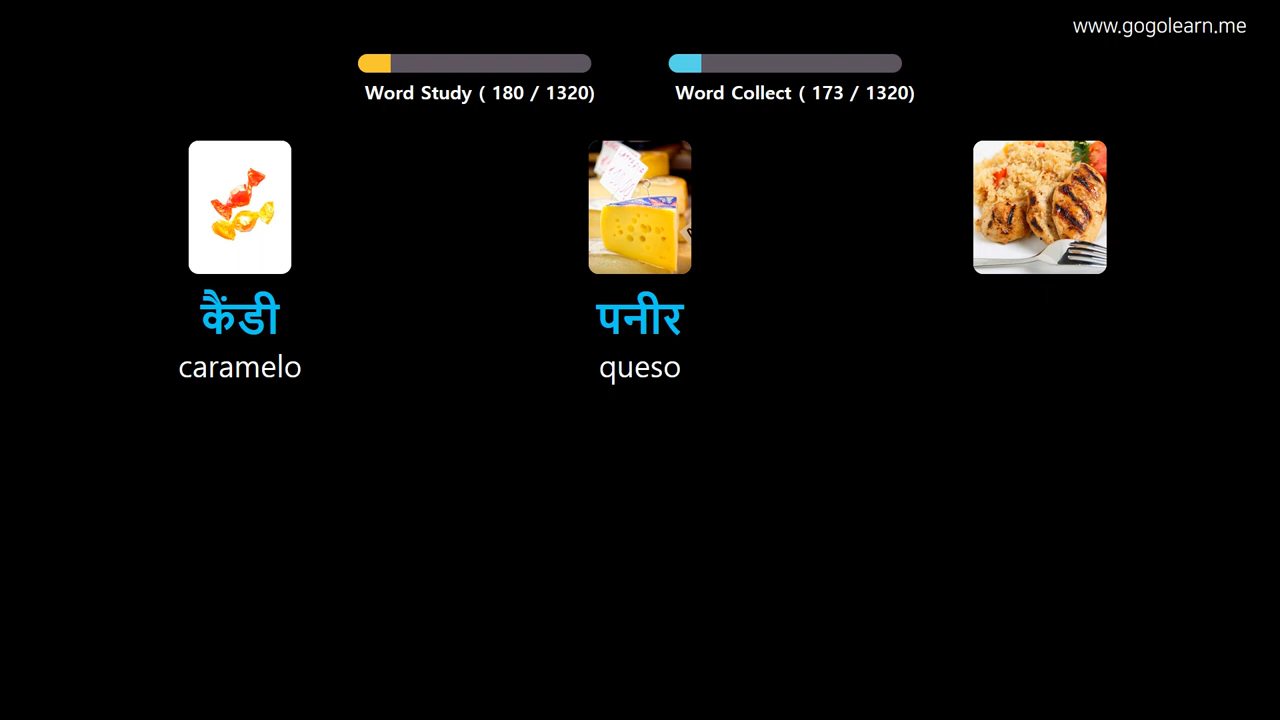 www.gogolearn.me
Word Study ( 180 / 1320)
Word Collect ( 173 / 1320)
कैंडी
caramelo
पनीर
queso